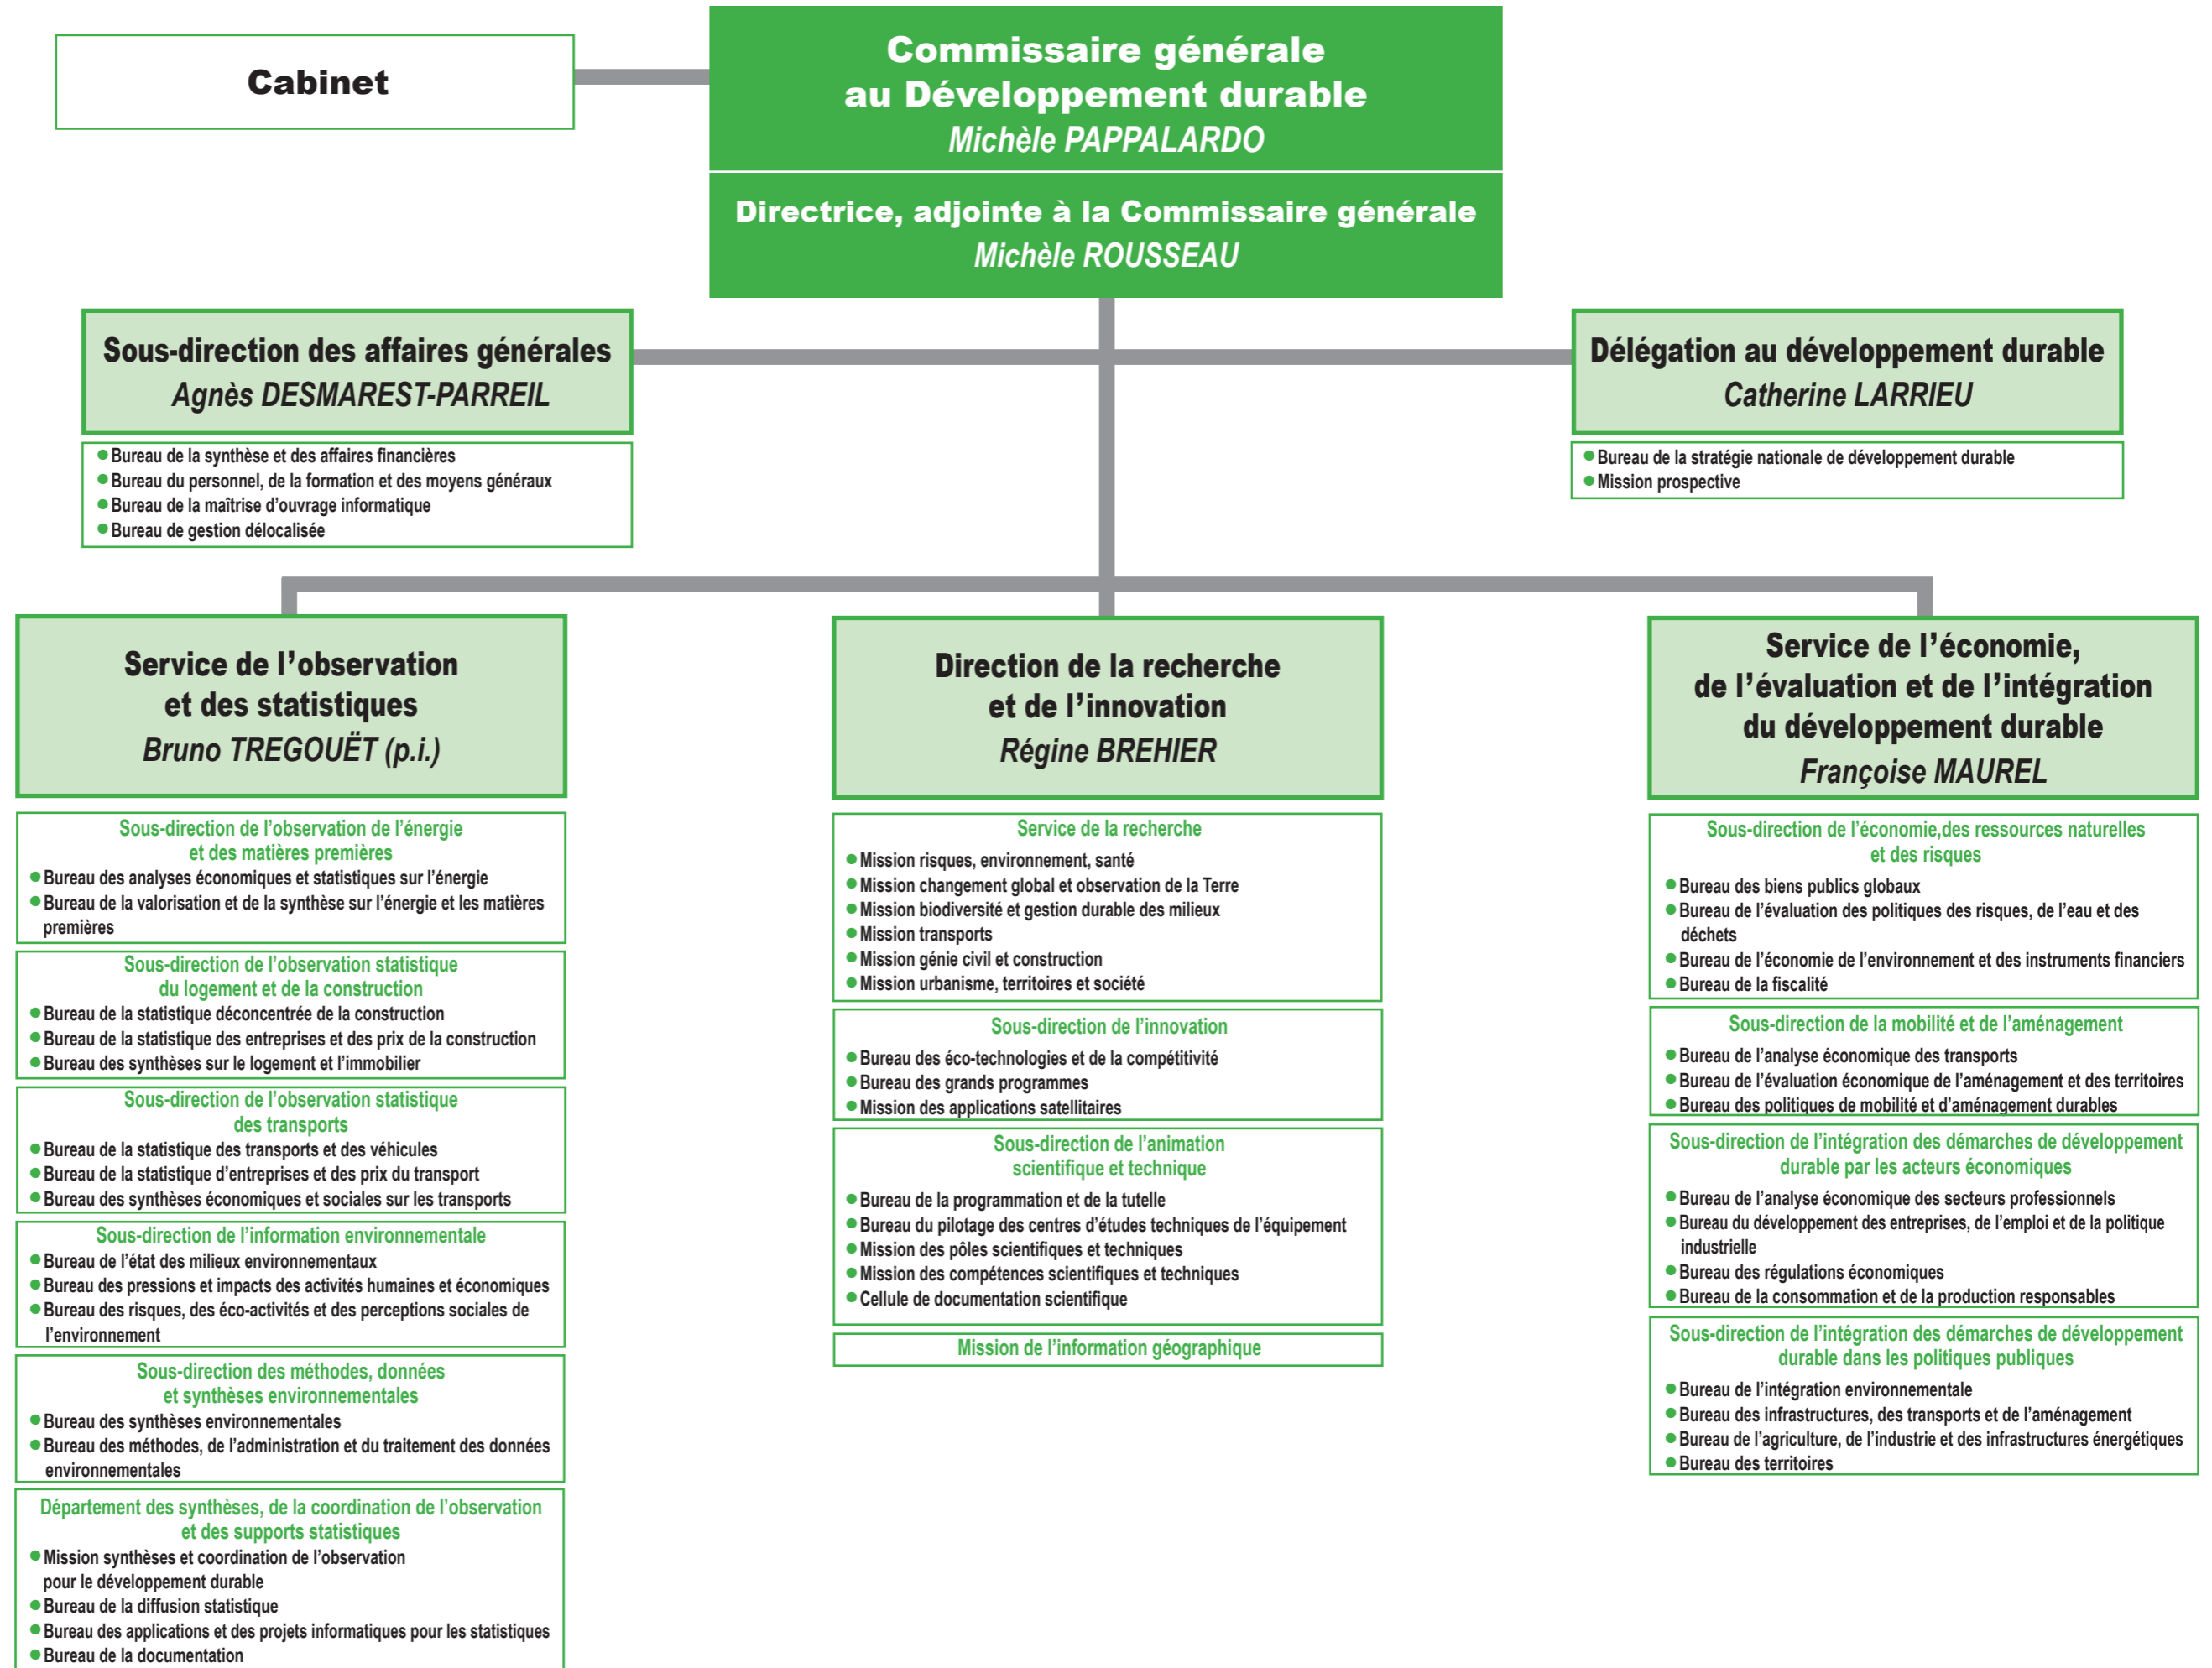 Cabinet
Commissaire générale
au Développement durable
Michèle PAPPALARDO
Directrice, adjointe à la Commissaire générale
Michèle ROUSSEAU
Sous-direction des affaires générales
Agnès DESMAREST-PARREIL
● Bureau de la synthèse et des affaires financières
● Bureau du personnel, de la formation et des moyens généraux
● Bureau de la maîtrise d’ouvrage informatique
● Bureau de gestion délocalisée
Délégation au développement durable
Catherine LARRIEU
● Bureau de la stratégie nationale de développement durable
● Mission prospective
Service de l’observation
et des statistiques
Bruno TREGOUËT (p.i.)
Sous-direction de l’observation de l’énergie
et des matières premières
● Bureau des analyses économiques et statistiques sur l’énergie
● Bureau de la valorisation et de la synthèse sur l’énergie et les matières
premières
Sous-direction de l’observation statistique
du logement et de la construction
● Bureau de la statistique déconcentrée de la construction
● Bureau de la statistique des entreprises et des prix de la construction
● Bureau des synthèses sur le logement et l’immobilier
Sous-direction de l’observation statistique
des transports
● Bureau de la statistique des transports et des véhicules
● Bureau de la statistique d’entreprises et des prix du transport
● Bureau des synthèses économiques et sociales sur les transports
Sous-direction de l’information environnementale
● Bureau de l’état des milieux environnementaux
● Bureau des pressions et impacts des activités humaines et économiques
● Bureau des risques, des éco-activités et des perceptions sociales de
l’environnement
Sous-direction des méthodes, données
et synthèses environnementales
● Bureau des synthèses environnementales
● Bureau des méthodes, de l’administration et du traitement des données
environnementales
Département des synthèses, de la coordination de l’observation
et des supports statistiques
● Mission synthèses et coordination de l’observation
pour le développement durable
● Bureau de la diffusion statistique
● Bureau des applications et des projets informatiques pour les statistiques
● Bureau de la documentation
Direction de la recherche
et de l’innovation
Régine BREHIER
Service de la recherche
● Mission risques, environnement, santé
● Mission changement global et observation de la Terre
● Mission biodiversité et gestion durable des milieux
● Mission transports
● Mission génie civil et construction
● Mission urbanisme, territoires et société
Sous-direction de l’innovation
● Bureau des éco-technologies et de la compétitivité
● Bureau des grands programmes
● Mission des applications satellitaires
Sous-direction de l’animation
scientifique et technique
● Bureau de la programmation et de la tutelle
● Bureau du pilotage des centres d’études techniques de l’équipement
● Mission des pôles scientifiques et techniques
● Mission des compétences scientifiques et techniques
● Cellule de documentation scientifique
Mission de l’information géographique
Service de l’économie,
de l’évaluation et de l’intégration
du développement durable
Françoise MAUREL
Sous-direction de l’économie,des ressources naturelles
et des risques
● Bureau des biens publics globaux
● Bureau de l’évaluation des politiques des risques, de l’eau et des
déchets
● Bureau de l’économie de l’environnement et des instruments financiers
● Bureau de la fiscalité
Sous-direction de la mobilité et de l’aménagement
● Bureau de l’analyse économique des transports
● Bureau de l’évaluation économique de l’aménagement et des territoires
● Bureau des politiques de mobilité et d’aménagement durables
Sous-direction de l’intégration des démarches de développement
durable par les acteurs économiques
● Bureau de l’analyse économique des secteurs professionnels
● Bureau du développement des entreprises, de l’emploi et de la politique
industrielle
● Bureau des régulations économiques
● Bureau de la consommation et de la production responsables
Sous-direction de l’intégration des démarches de développement
durable dans les politiques publiques
● Bureau de l’intégration environnementale
● Bureau des infrastructures, des transports et de l’aménagement
● Bureau de l’agriculture, de l’industrie et des infrastructures énergétiques
● Bureau des territoires